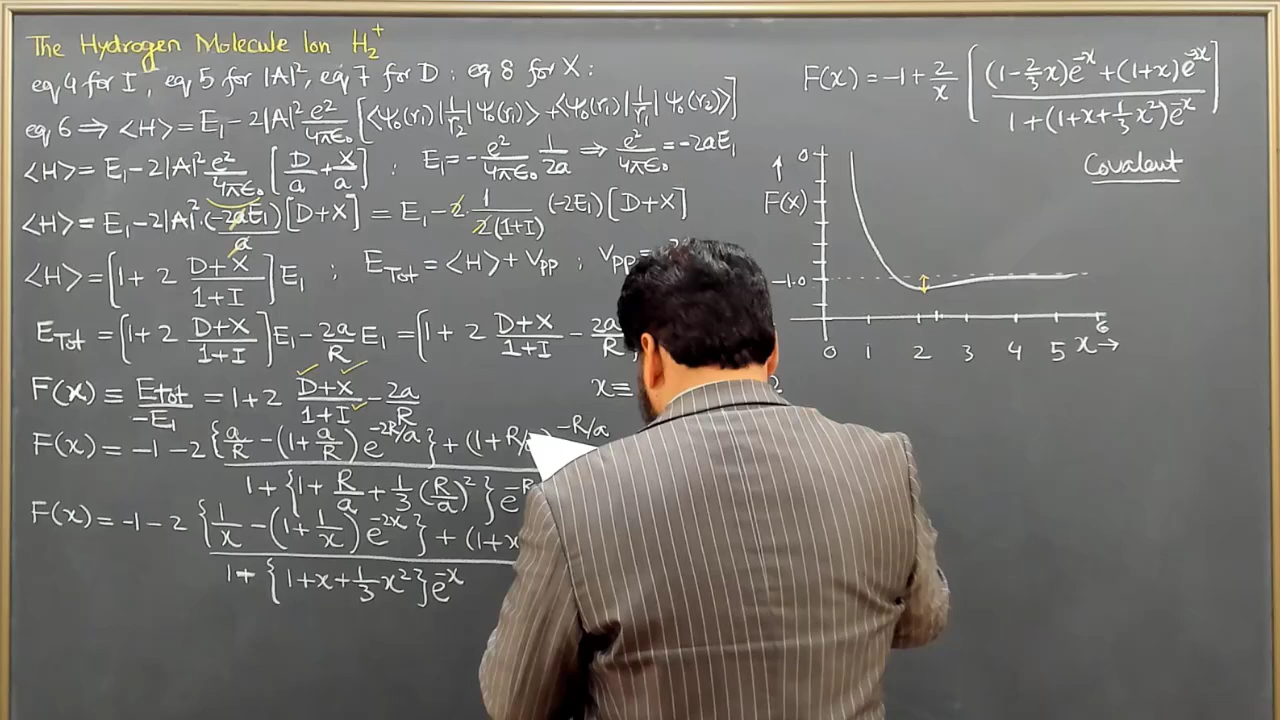 The Hydrogen Molecule Ion H₂⁺
eq 4 for I, eq 5 for |A|², eq 7 for D : eq 8 for X :
eq 6 ⇒ ⟨H⟩ = E₁ − 2|A|² e²/4πϵ₀ [⟨ψ₀(r₁)|1/r₂|ψ₀(r₁)⟩ + ⟨ψ₀(r₁)|1/r₁|ψ₀(r₂)⟩]
⟨H⟩ = E₁ − 2|A|² e²/4πϵ₀ [D/a + X/a] : E₁ = −e²/4πϵ₀ 1/2a ⇒ e²/4πϵ₀ = −2aE₁
⟨H⟩ = E₁ − 2|A|² · (−2aE₁)/a [D+X] = E₁ − 2 1/2(1+I) (−2E₁) [D+X]
⟨H⟩ = [1 + 2 D+X/1+I] E₁ ; E_Tot = ⟨H⟩ + V_PP ; V_PP =
E_Tot = [1+2 D+X/1+I] E₁ − 2a/R E₁ = [1+ 2 D+X/1+I − 2a/R
F(x) ≡ E_tot/−E₁ = 1+2 D+X/1+I − 2a/R x ≡
F(x) = −1 −2 {a/R − (1+a/R) e^−2R/a} + (1+R/ e^−R/a / 1 + {1 + R/a + 1/3 (R/a)²} e^−R
F(x) = −1 − 2 {1/x − (1+1/x) e^−2x} + (1+x / 1+ {1+x+1/3 x²} e^−x
F(x) = −1 + 2/x [(1−2/3 x²)e^−x + (1+x) e^−2x / 1+(1+x+1/3 x²)e^−x]
Covalent
0 ↑
F(x)
−1.0
0 1 2 3 4 5 6 x →